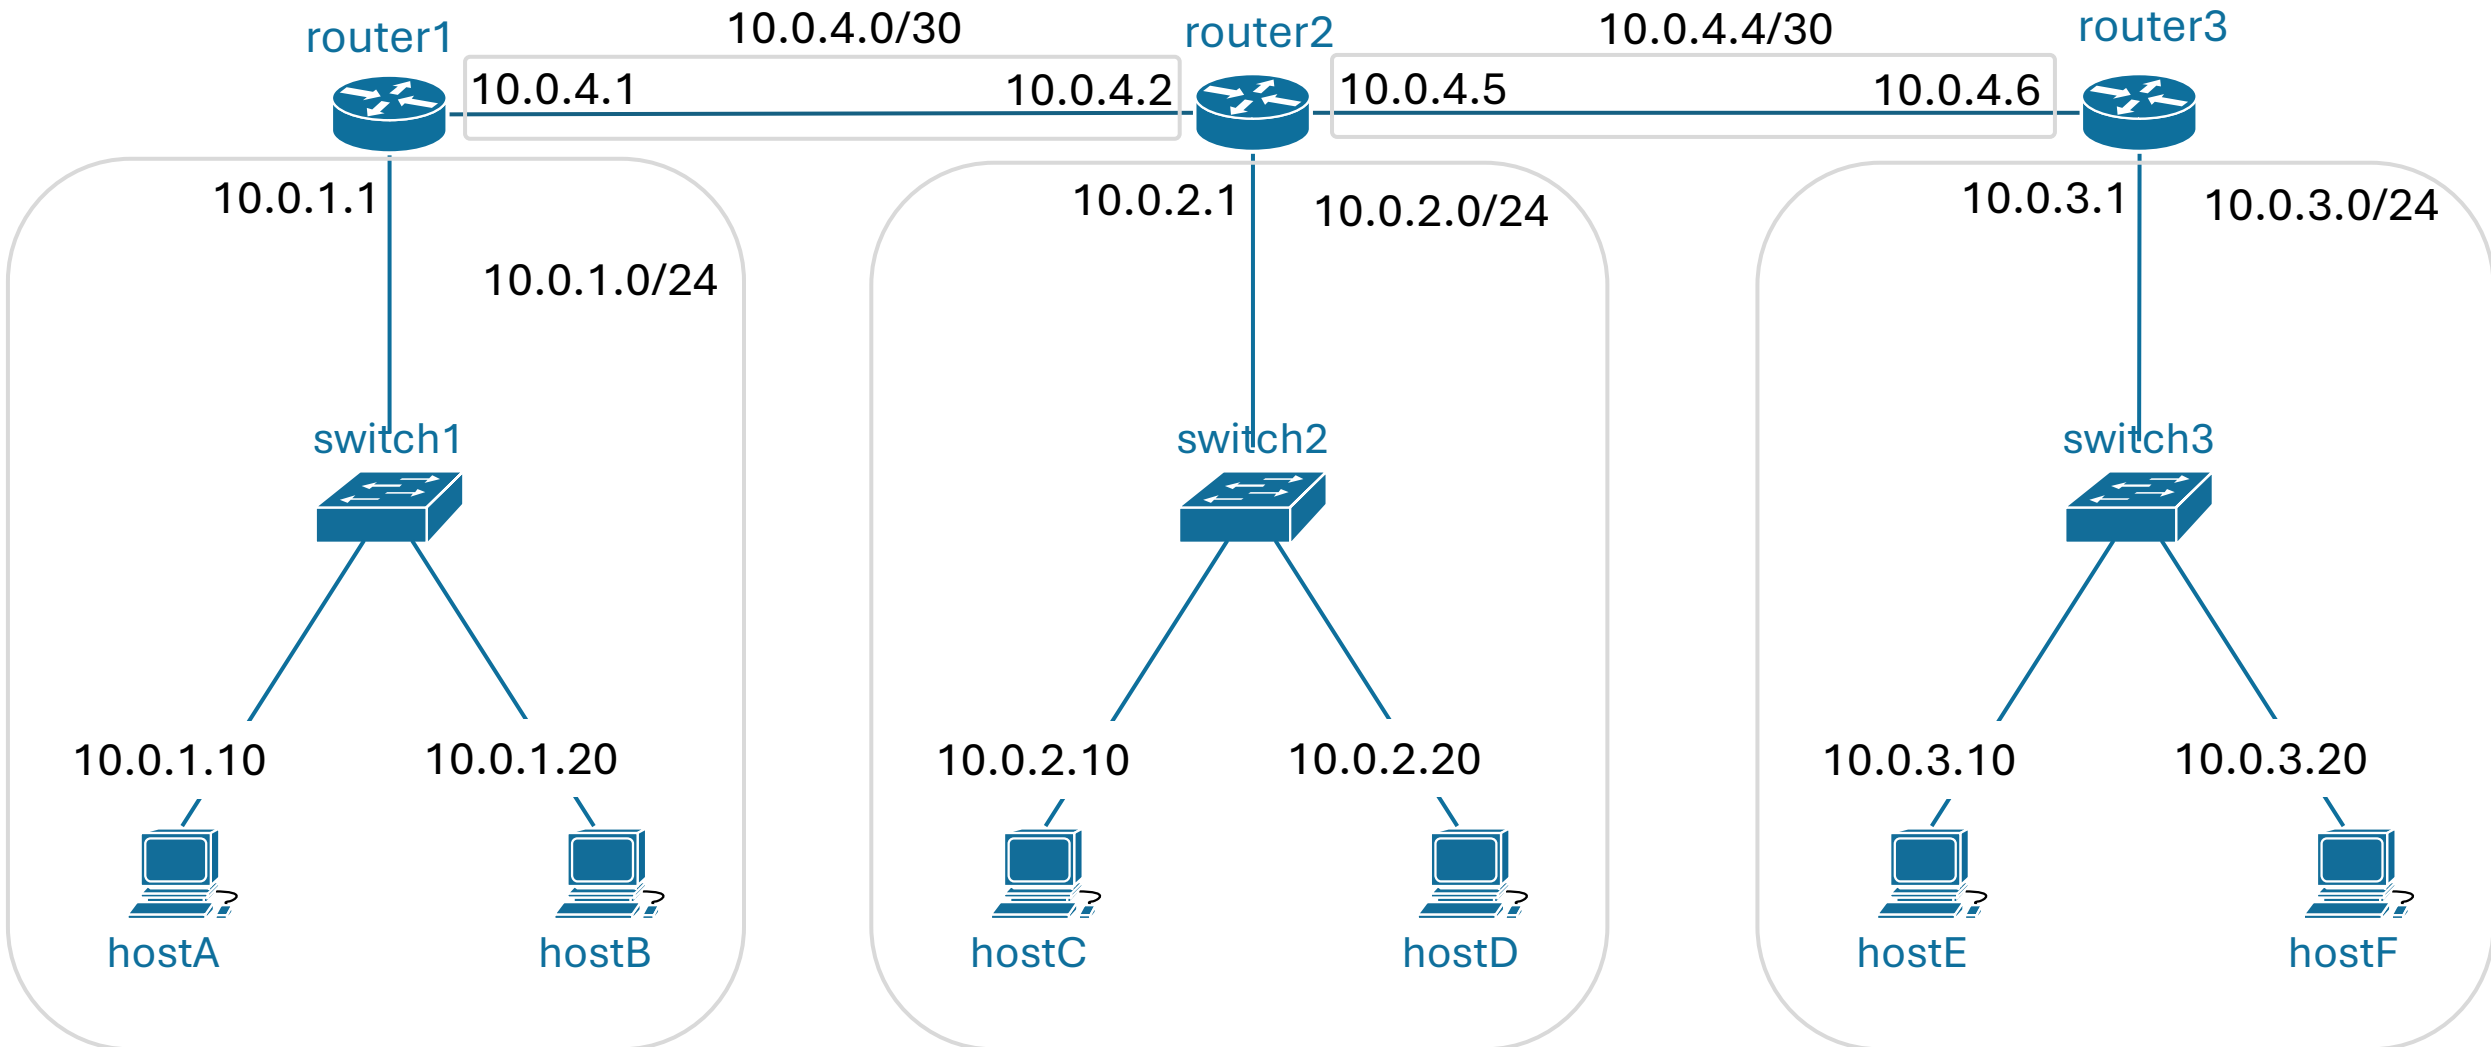 router1
10.0.4.0/30
router2
10.0.4.4/30
router3
10.0.4.1
10.0.4.2
10.0.4.5
10.0.4.6
10.0.1.1
10.0.1.0/24
10.0.2.1
10.0.2.0/24
10.0.3.1
10.0.3.0/24
switch1
switch2
switch3
10.0.1.10
10.0.1.20
10.0.2.10
10.0.2.20
10.0.3.10
10.0.3.20
hostA
hostB
hostC
hostD
hostE
hostF